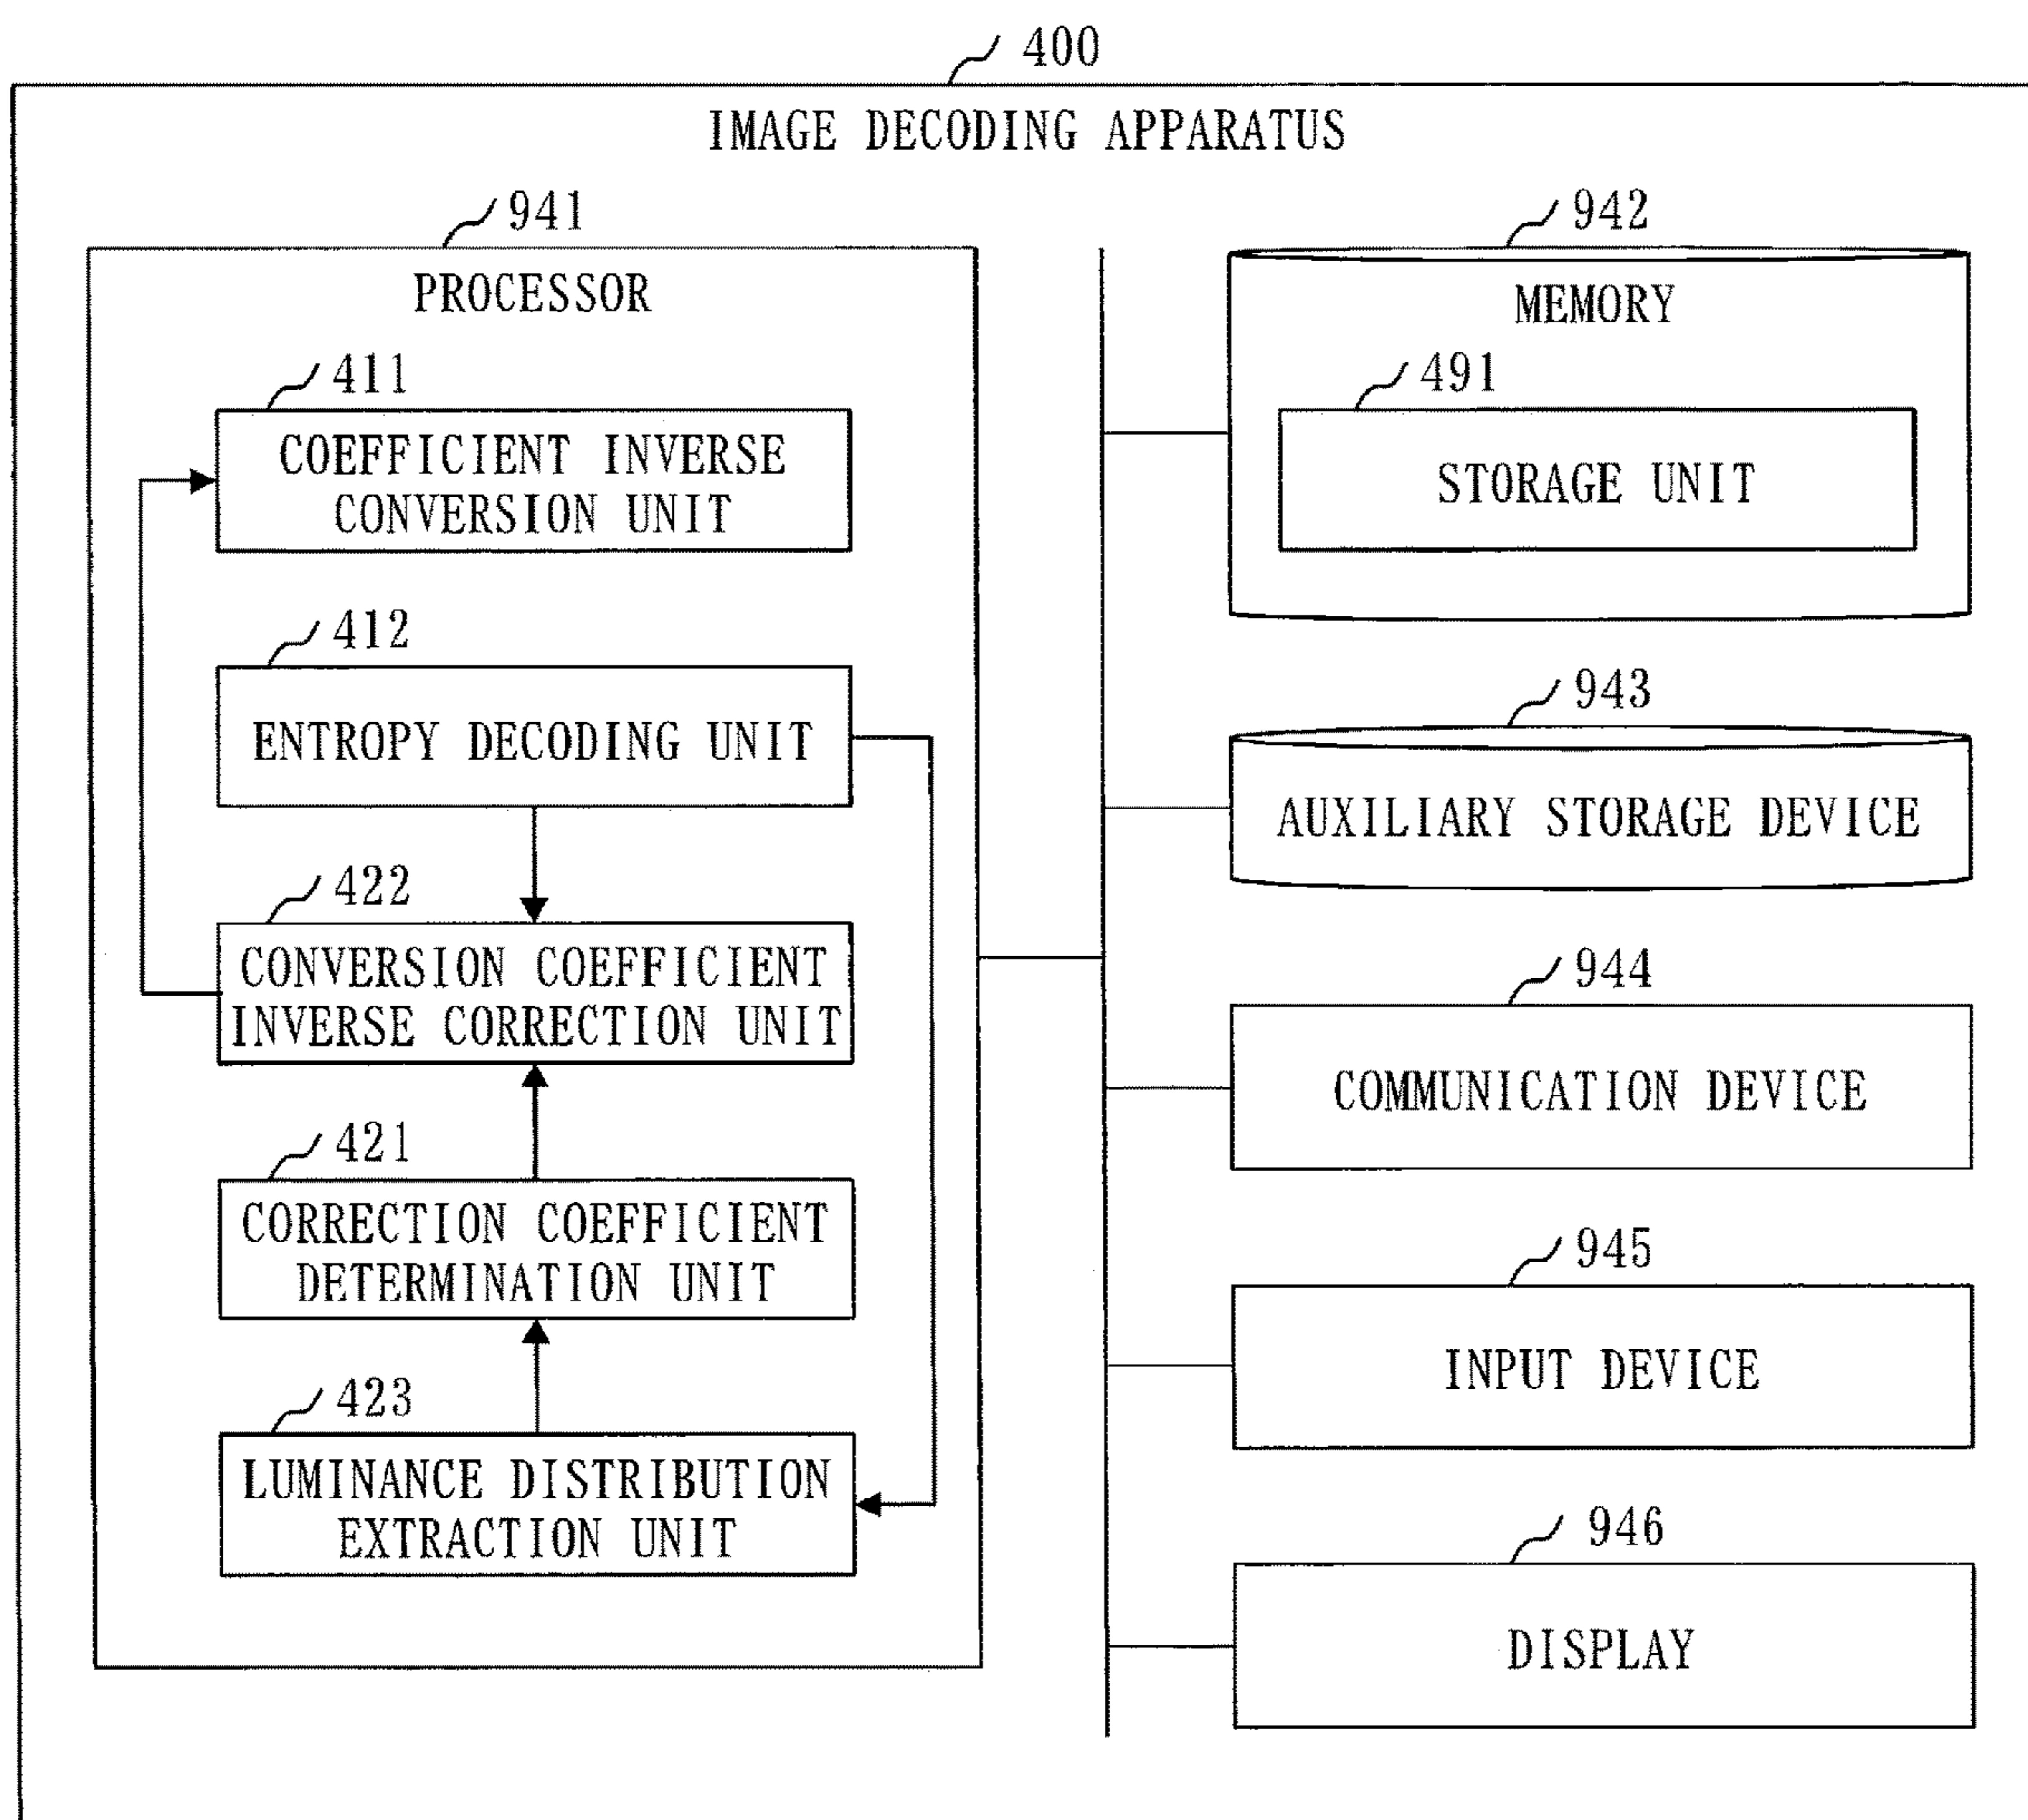 400
IMAGE DECODING APPARATUS
941
PROCESSOR
411
COEFFICIENT INVERSE
CONVERSION UNIT
412
ENTROPY DECODING UNIT
422
CONVERSION COEFFICIENT
INVERSE CORRECTION UNIT
421
CORRECTION COEFFICIENT
DETERMINATION UNIT
423
LUMINANCE DISTRIBUTION
EXTRACTION UNIT
942
MEMORY
491
STORAGE UNIT
943
AUXILIARY STORAGE DEVICE
944
COMMUNICATION DEVICE
945
INPUT DEVICE
946
DISPLAY